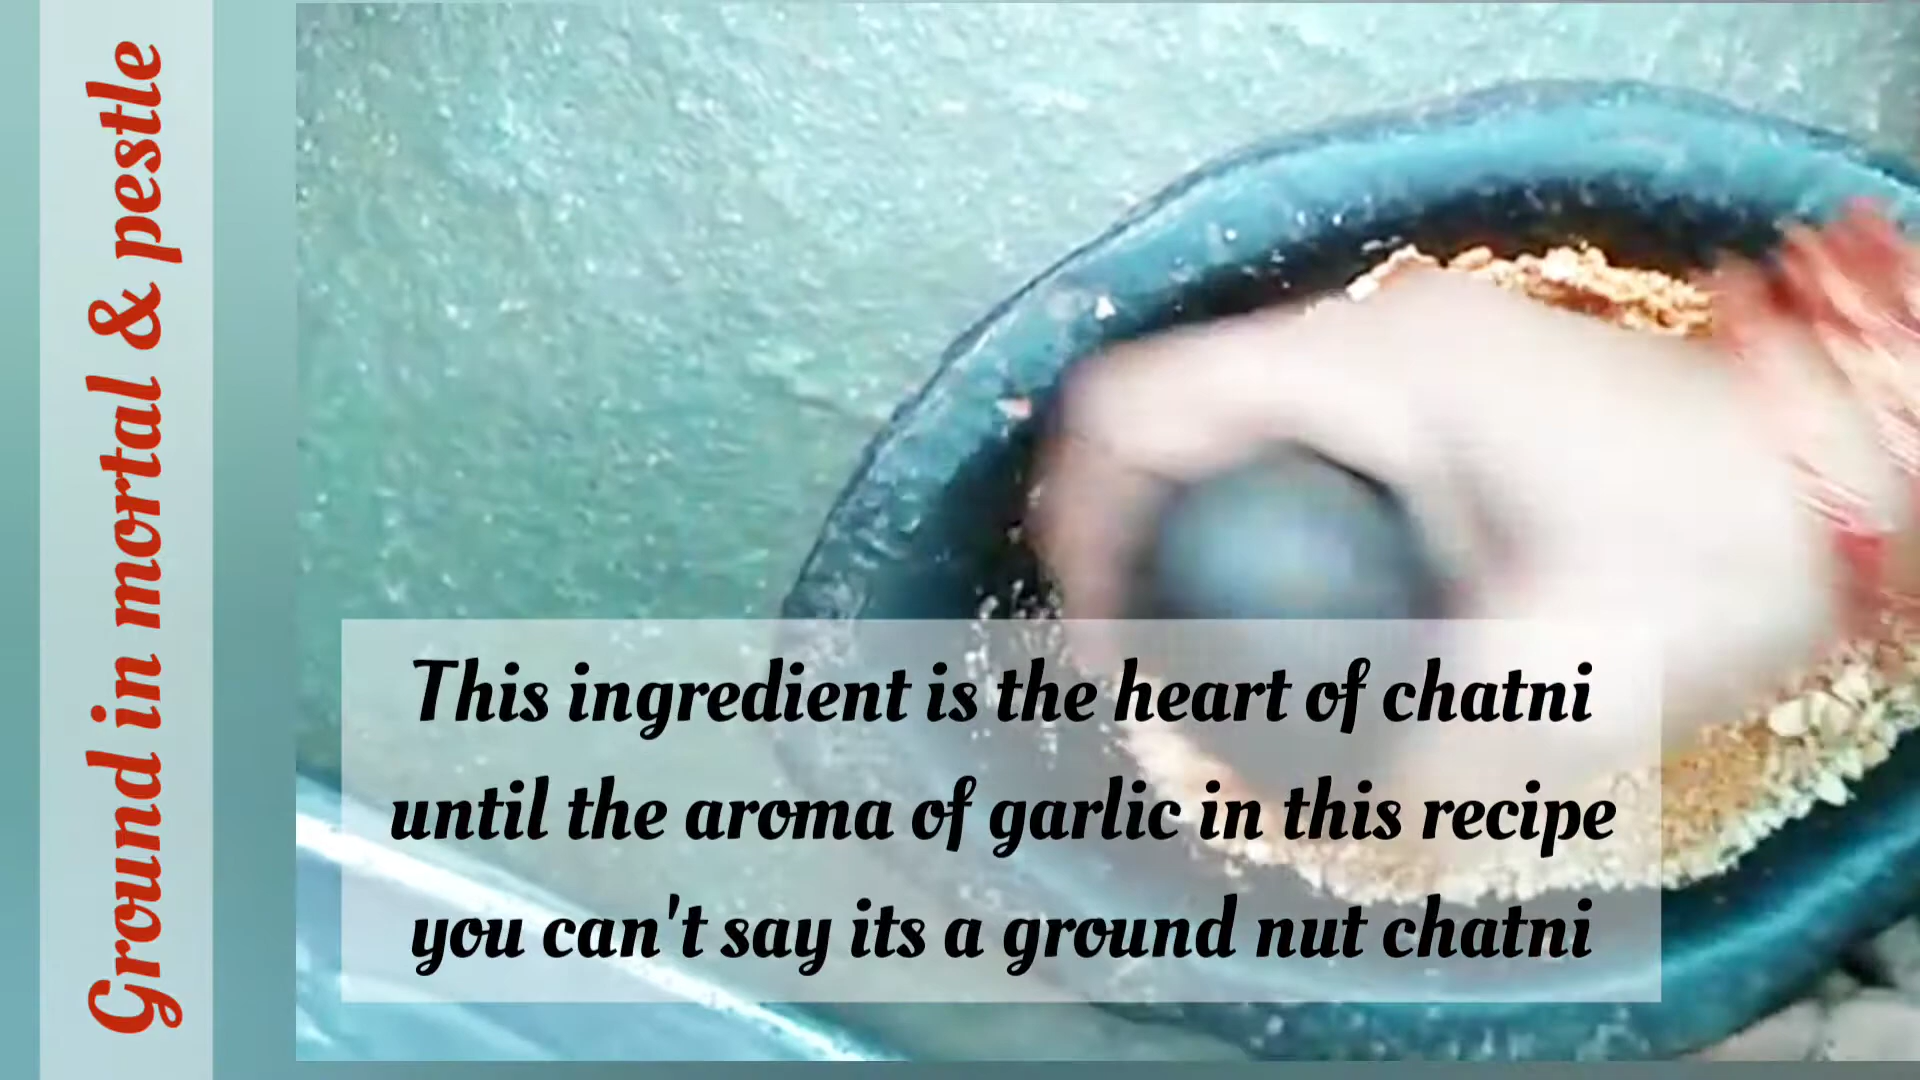 Ground in mortal & pestle
This ingredient is the heart of chatni
until the aroma of garlic in this recipe
you can't say its a ground nut chatni